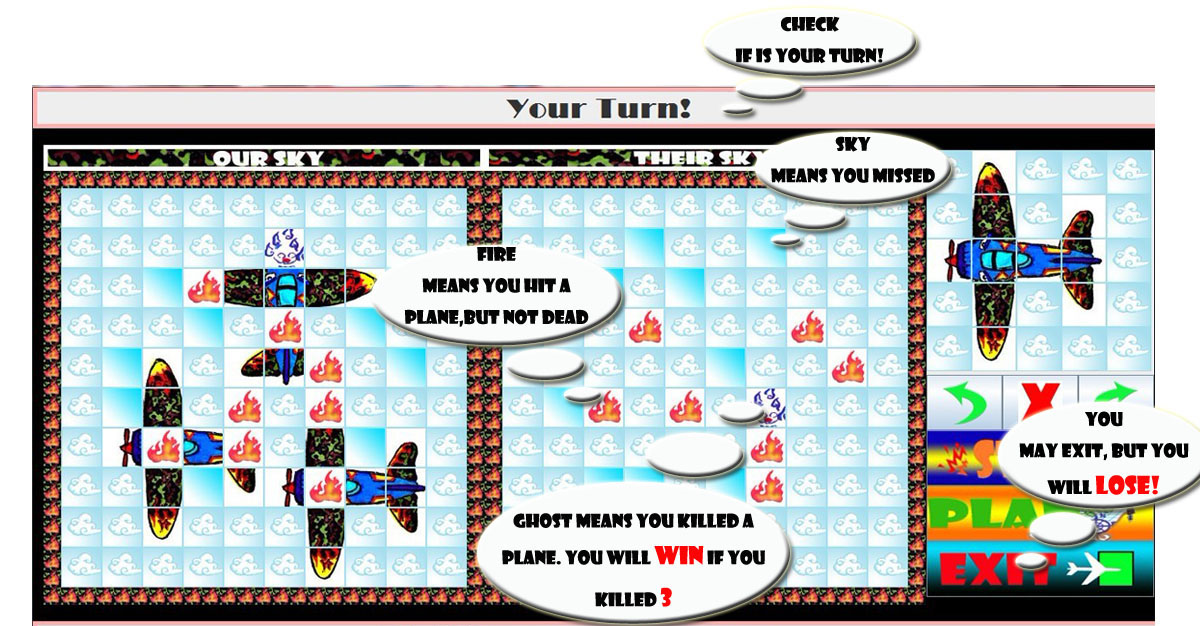 CHECK
IF IS YOUR TURN!
Your Turn!
OUR SKY
THEIR SKY
SKY
MEANS YOU MISSED
FIRE
MEANS YOU HIT A
PLANE,BUT NOT DEAD
YOU
MAY EXIT, BUT YOU
WILL LOSE!
GHOST MEANS YOU KILLED A
PLANE. YOU WILL WIN IF YOU
KILLED 3
EXIT